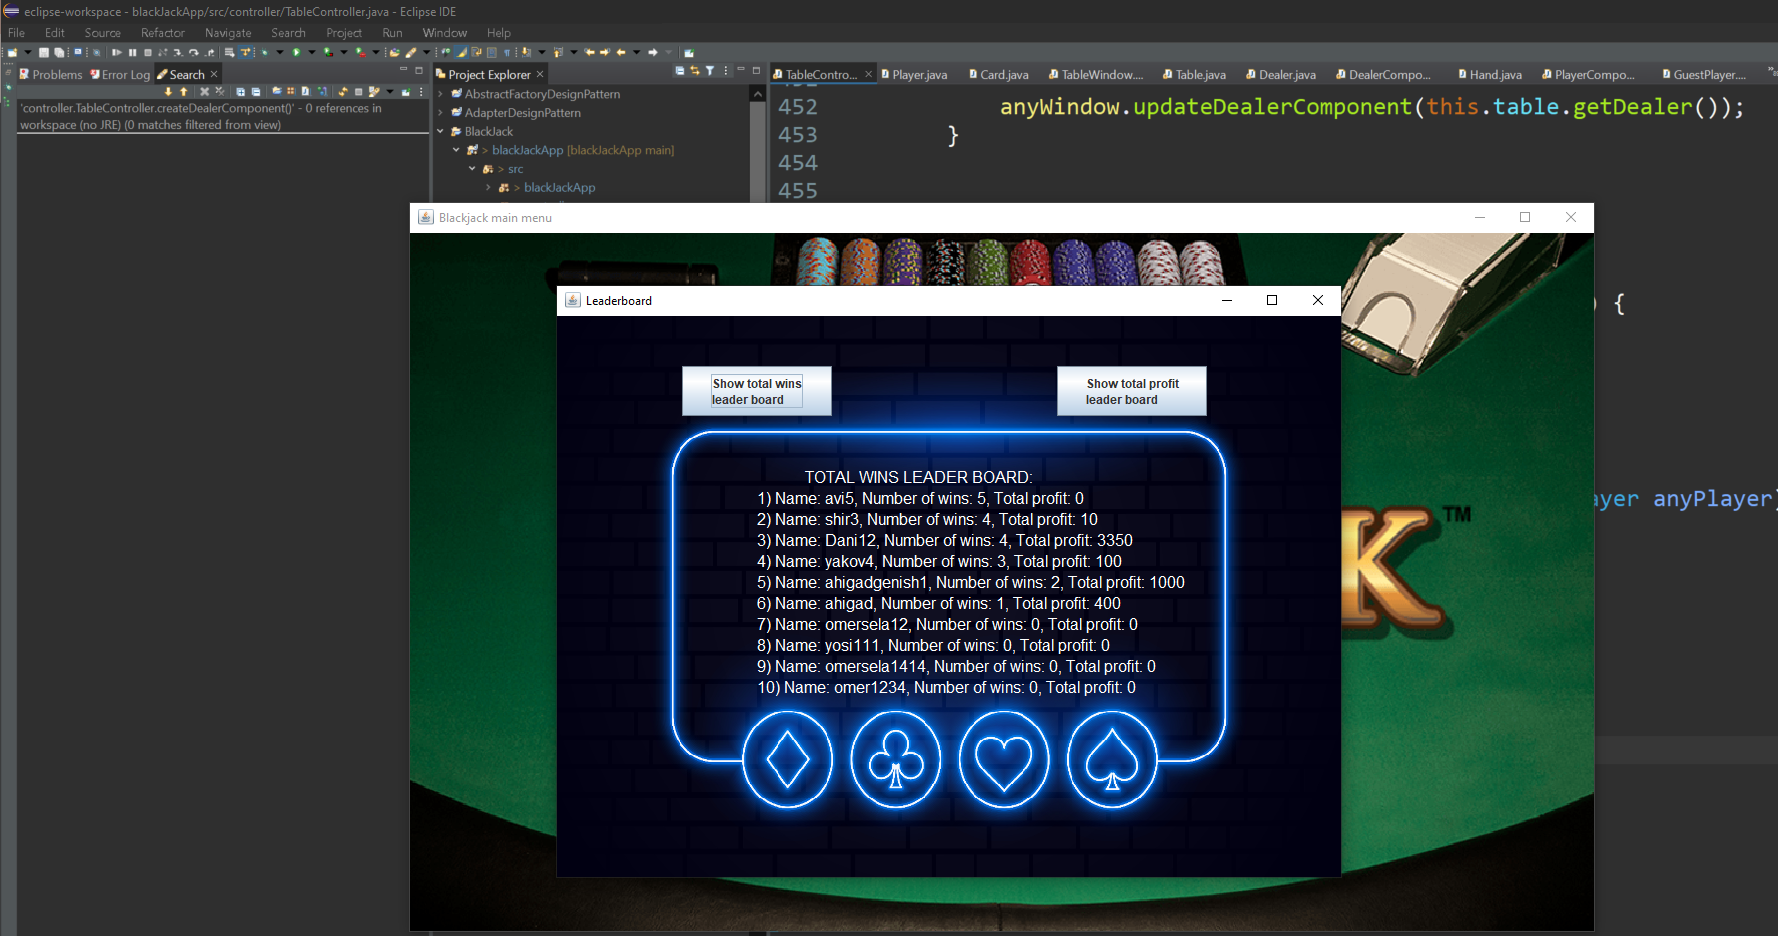 eclipse-workspace - blackJackApp/src/controller/TableController.java - Eclipse IDE
File Edit Source Refactor Navigate Search Project Run Window Help
Problems Error Log Search
'controller.TableController.createDealerComponent()' - 0 references in
workspace (no JRE) (0 matches filtered from view)
Project Explorer
AbstractFactoryDesignPattern
AdapterDesignPattern
BlackJack
> blackJackApp [blackJackApp main]
> src
> blackJackApp
TableContro... Player.java Card.java TableWindow.... Table.java Dealer.java DealerCompo... Hand.java PlayerCompo... GuestPlayer....
452 anyWindow.updateDealerComponent(this.table.getDealer());
453 }
454
455
) {
ayer anyPlayer)
Blackjack main menu
K TM
Leaderboard
Show total wins
leader board
Show total profit
leader board
TOTAL WINS LEADER BOARD:
1) Name: avi5, Number of wins: 5, Total profit: 0
2) Name: shir3, Number of wins: 4, Total profit: 10
3) Name: Dani12, Number of wins: 4, Total profit: 3350
4) Name: yakov4, Number of wins: 3, Total profit: 100
5) Name: ahigadgenish1, Number of wins: 2, Total profit: 1000
6) Name: ahigad, Number of wins: 1, Total profit: 400
7) Name: omersela12, Number of wins: 0, Total profit: 0
8) Name: yosi111, Number of wins: 0, Total profit: 0
9) Name: omersela1414, Number of wins: 0, Total profit: 0
10) Name: omer1234, Number of wins: 0, Total profit: 0